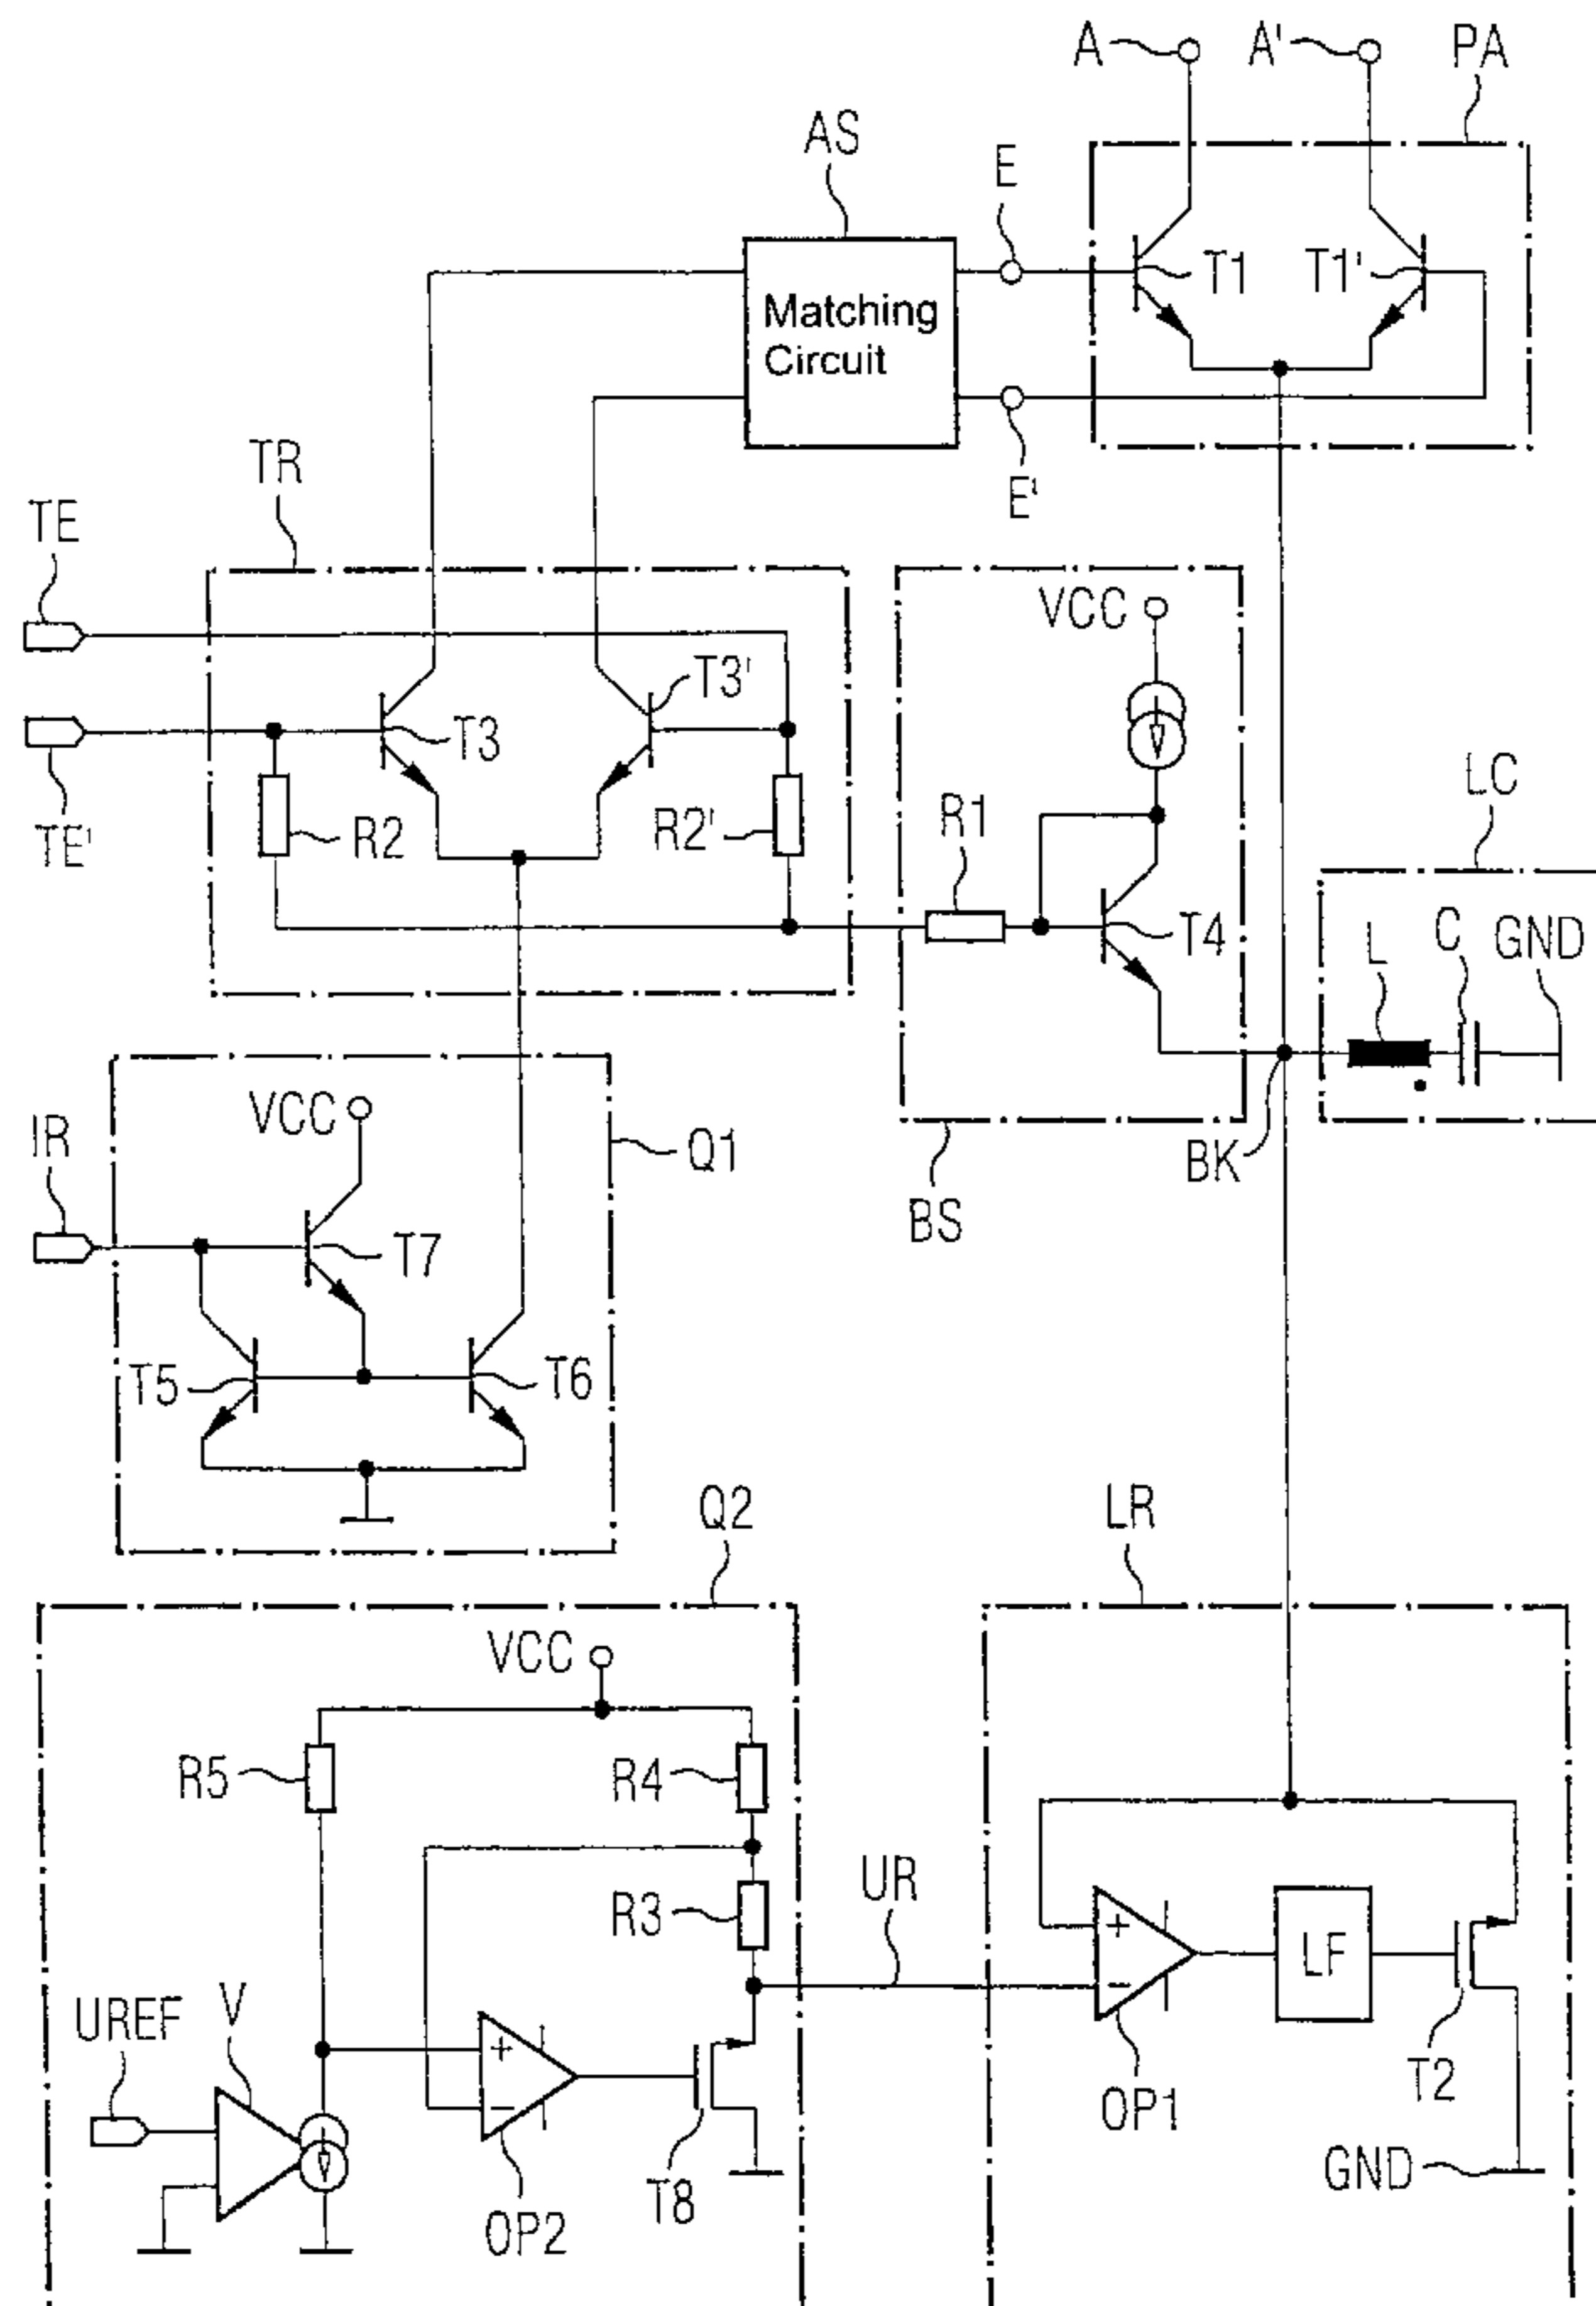 A
A'
PA
AS
E
Matching
Circuit
T1
T1'
E'
TR
TE
VCC
T3'
T3
TE'
R2
R2'
R1
T4
LC
L
C
GND
VCC
Q1
IR
BK
BS
T7
T5
T6
Q2
LR
VCC
R5
R4
R3
UR
+
−
LF
UREF
V
+
−
T2
OP1
T8
OP2
GND